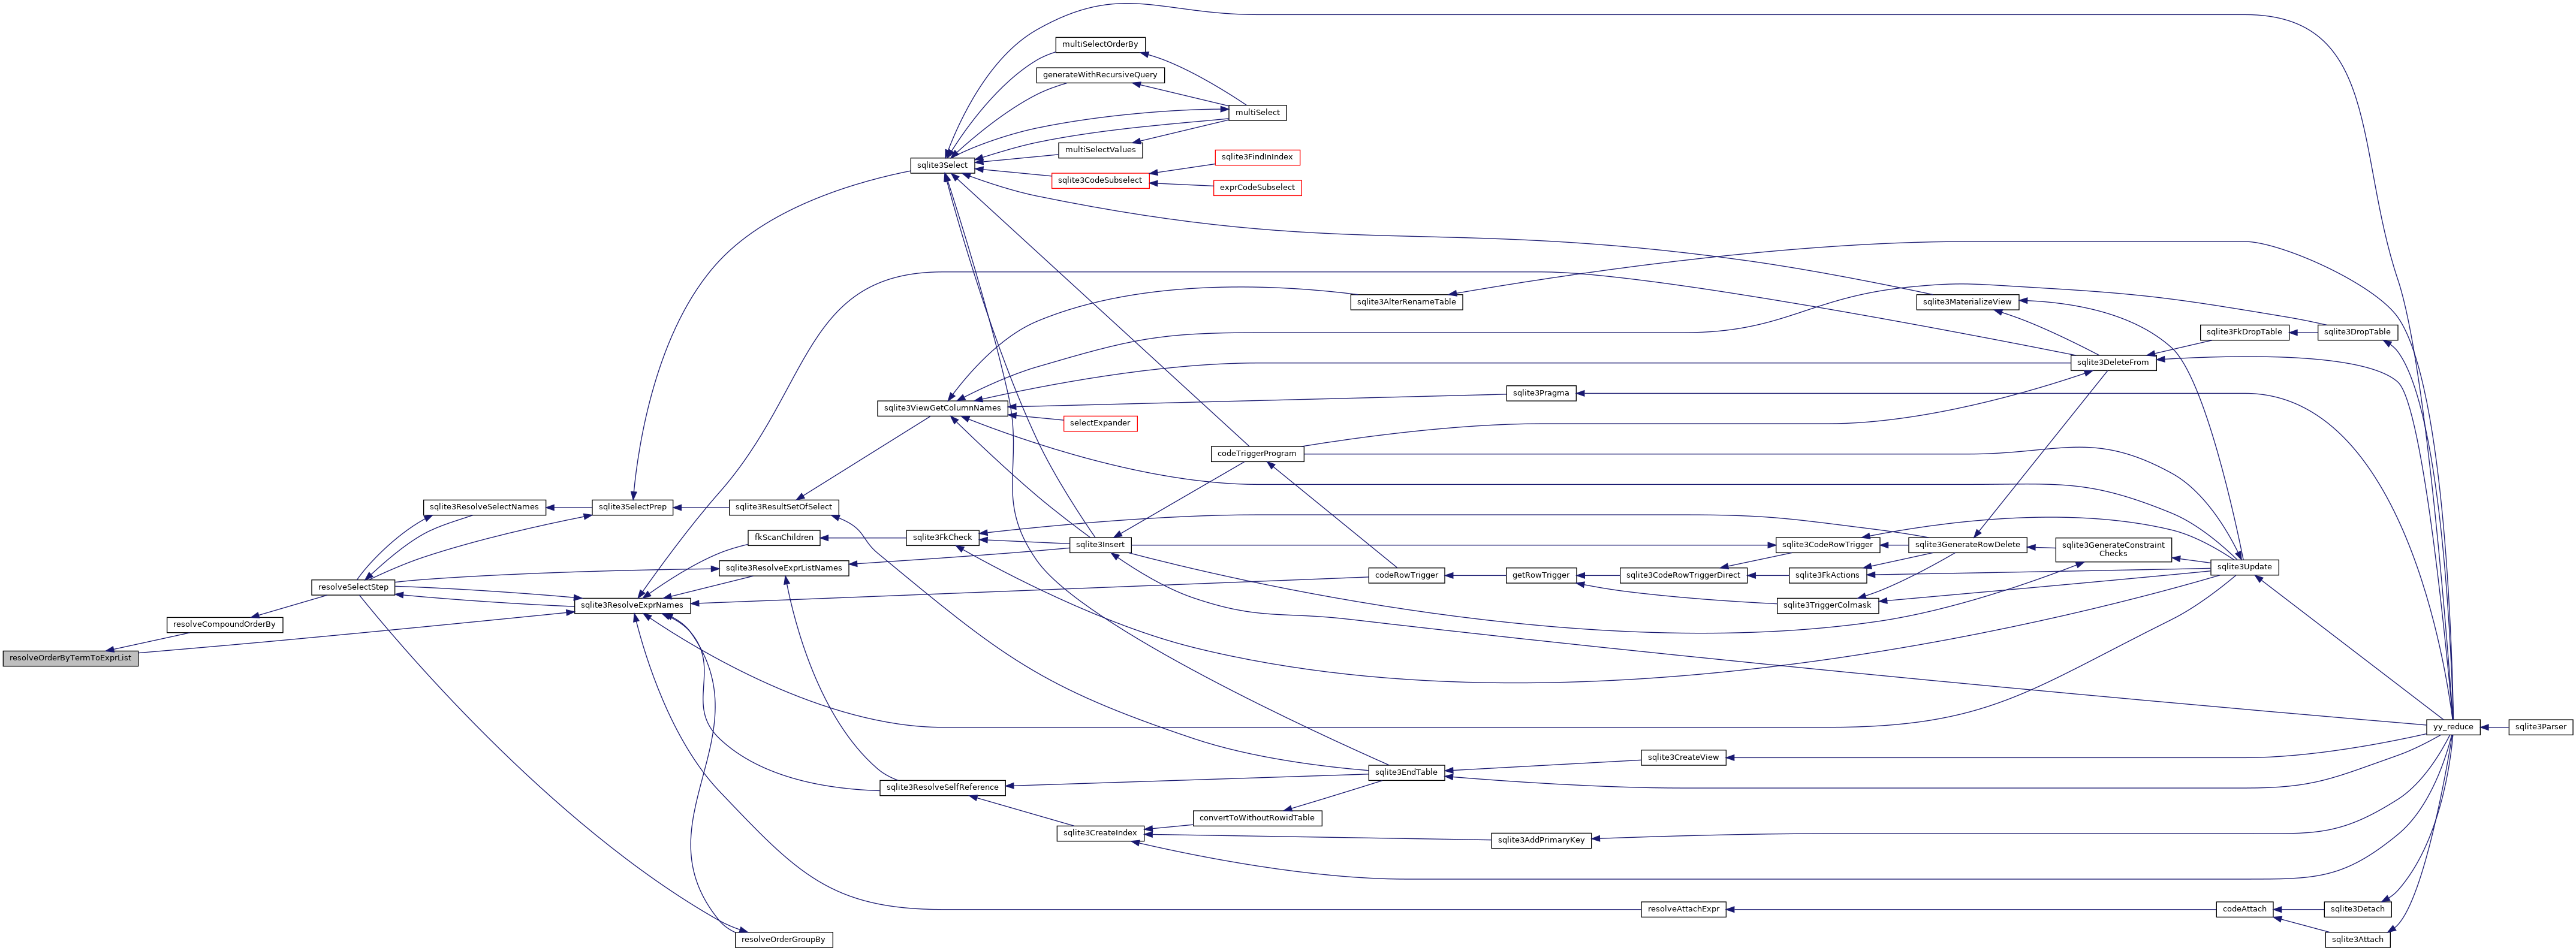 multiSelectOrderBy
generateWithRecursiveQuery
multiSelect
multiSelectValues
sqlite3FindInIndex
sqlite3Select
sqlite3CodeSubselect
exprCodeSubselect
sqlite3AlterRenameTable
sqlite3MaterializeView
sqlite3FkDropTable
sqlite3DropTable
sqlite3DeleteFrom
sqlite3Pragma
sqlite3ViewGetColumnNames
selectExpander
codeTriggerProgram
sqlite3ResolveSelectNames
sqlite3SelectPrep
sqlite3ResultSetOfSelect
fkScanChildren
sqlite3FkCheck
sqlite3Insert
sqlite3CodeRowTrigger
sqlite3GenerateRowDelete
sqlite3GenerateConstraint
Checks
sqlite3Update
sqlite3ResolveExprListNames
codeRowTrigger
getRowTrigger
sqlite3CodeRowTriggerDirect
sqlite3FkActions
resolveSelectStep
sqlite3ResolveExprNames
sqlite3TriggerColmask
resolveCompoundOrderBy
resolveOrderByTermToExprList
yy_reduce
sqlite3Parser
sqlite3CreateView
sqlite3EndTable
sqlite3ResolveSelfReference
convertToWithoutRowidTable
sqlite3CreateIndex
sqlite3AddPrimaryKey
resolveAttachExpr
codeAttach
sqlite3Detach
resolveOrderGroupBy
sqlite3Attach